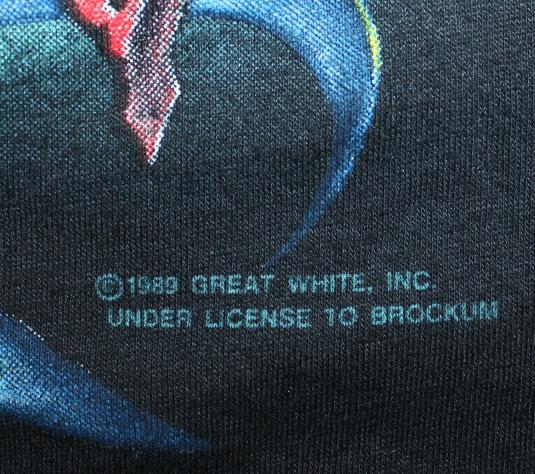 ©1989 GREAT WHITE, INC.
UNDER LICENSE TO BROCKUM